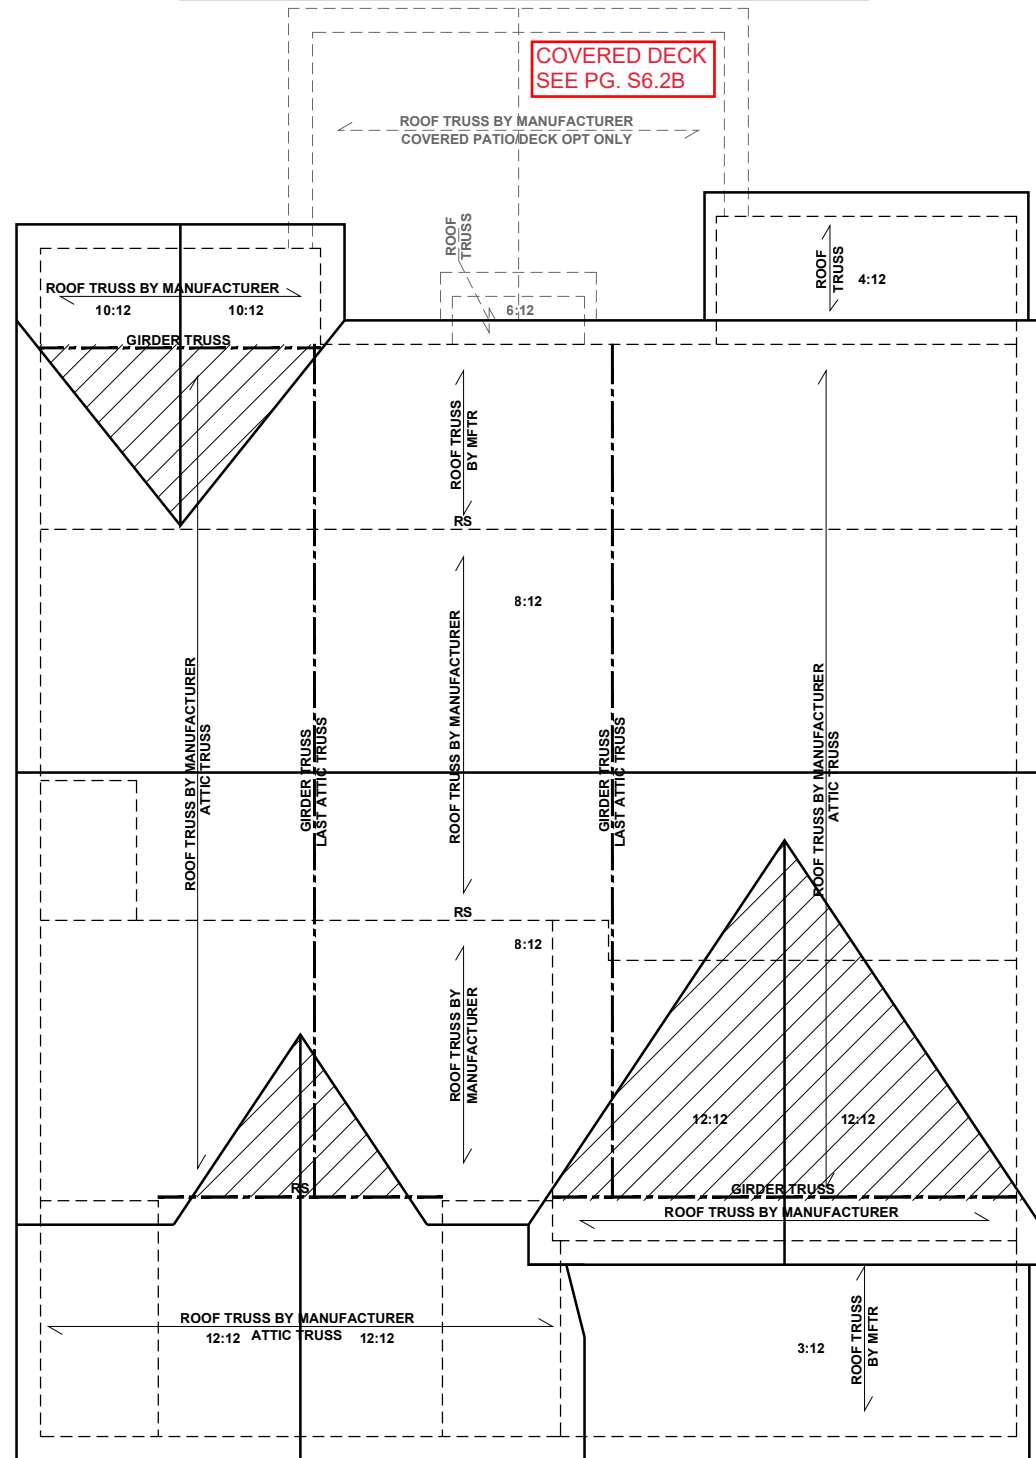 COVERED DECK
SEE PG. S6.2B
ROOF TRUSS BY MANUFACTURER
COVERED PATIO/DECK OPT ONLY
ROOF
TRUSS
6:12
ROOF
TRUSS
4:12
ROOF TRUSS BY MANUFACTURER
10:12
10:12
GIRDER TRUSS
ROOF TRUSS
BY MFTR
RS
8:12
ROOF TRUSS BY MANUFACTURER
ATTIC TRUSS
GIRDER TRUSS
LAST ATTIC TRUSS
ROOF TRUSS BY MANUFACTURER
GIRDER TRUSS
LAST ATTIC TRUSS
ROOF TRUSS BY MANUFACTURER
ATTIC TRUSS
RS
8:12
ROOF TRUSS BY
MANUFACTURER
12:12
12:12
RS
GIRDER TRUSS
ROOF TRUSS BY MANUFACTURER
ROOF TRUSS BY MANUFACTURER
12:12
ATTIC TRUSS
12:12
3:12
ROOF TRUSS
BY MFTR